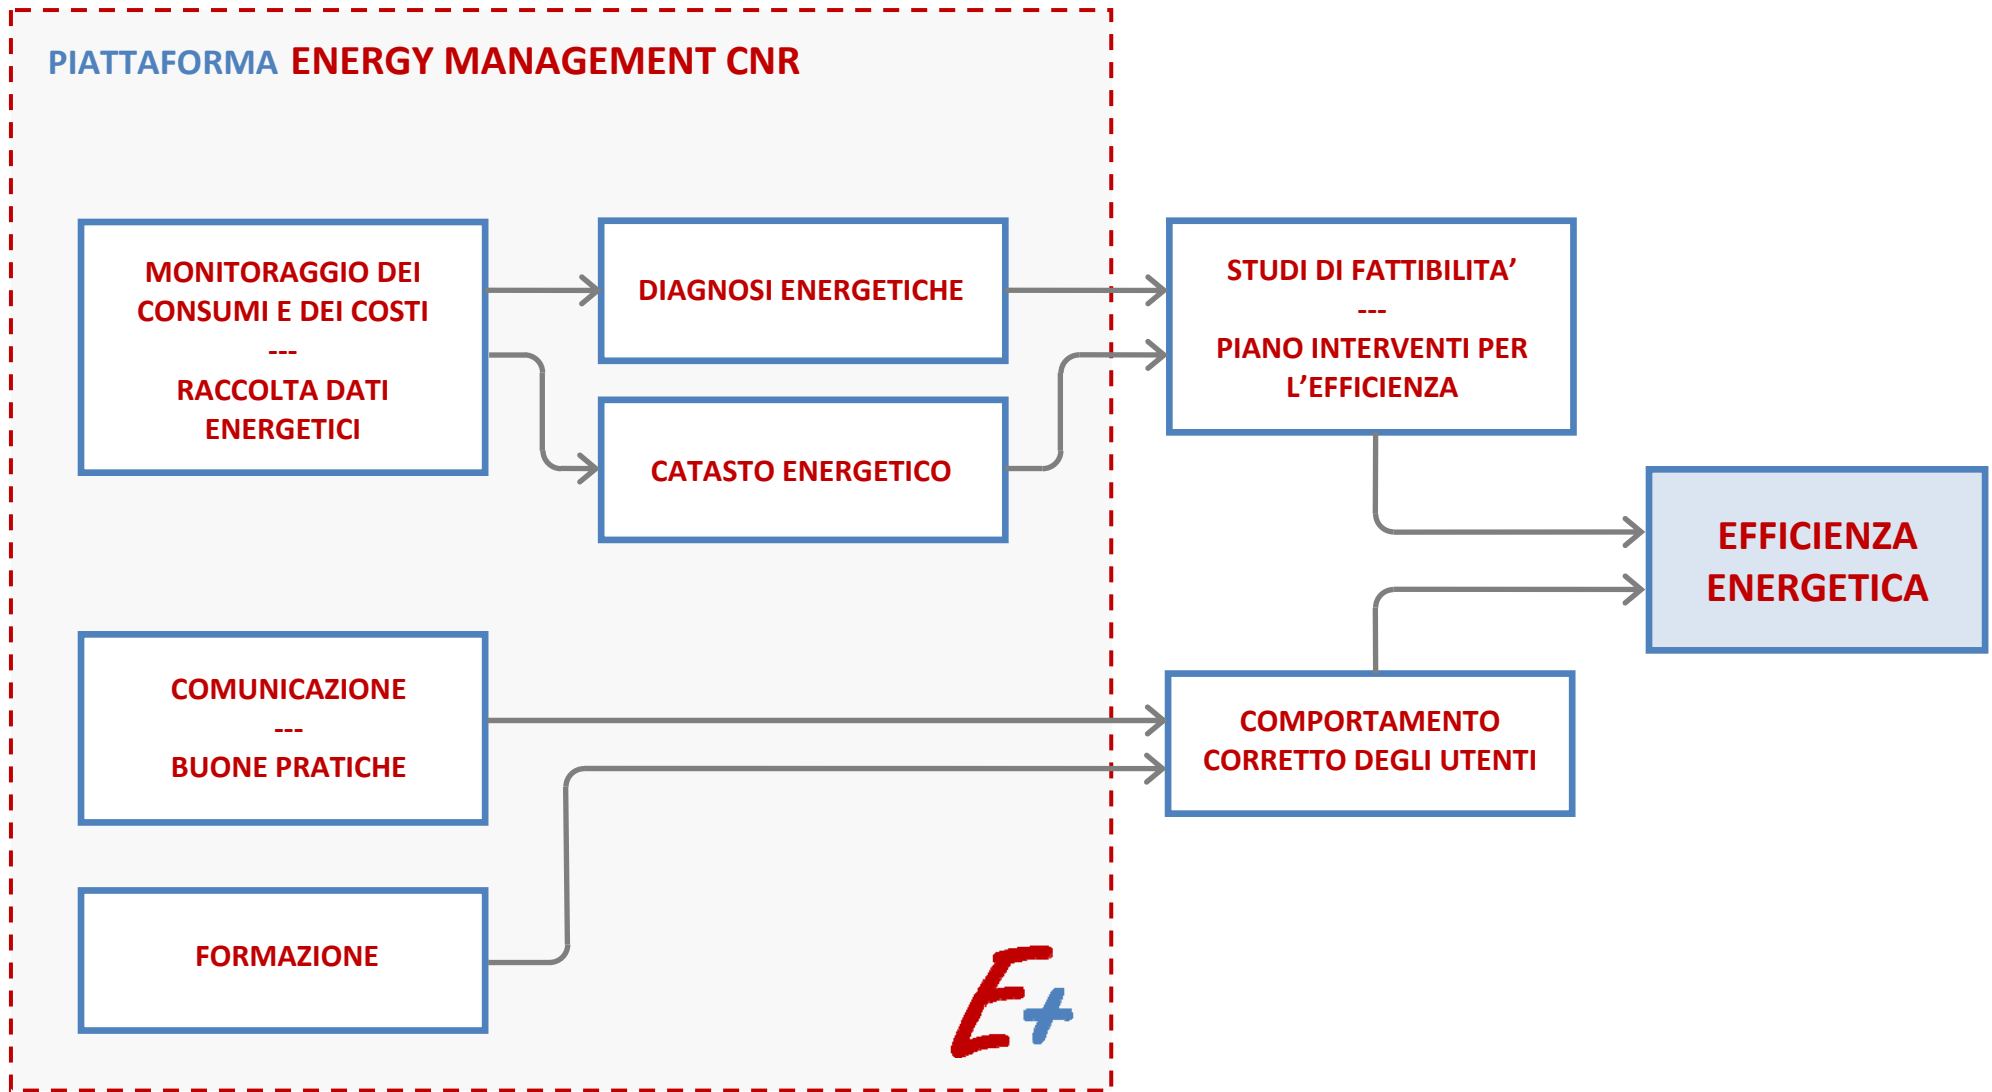 PIATTAFORMA ENERGY MANAGEMENT CNR
MONITORAGGIO DEI
CONSUMI E DEI COSTI
---
RACCOLTA DATI
ENERGETICI
DIAGNOSI ENERGETICHE
CATASTO ENERGETICO
STUDI DI FATTIBILITA’
---
PIANO INTERVENTI PER
L’EFFICIENZA
EFFICIENZA
ENERGETICA
COMUNICAZIONE
---
BUONE PRATICHE
COMPORTAMENTO
CORRETTO DEGLI UTENTI
FORMAZIONE
E+